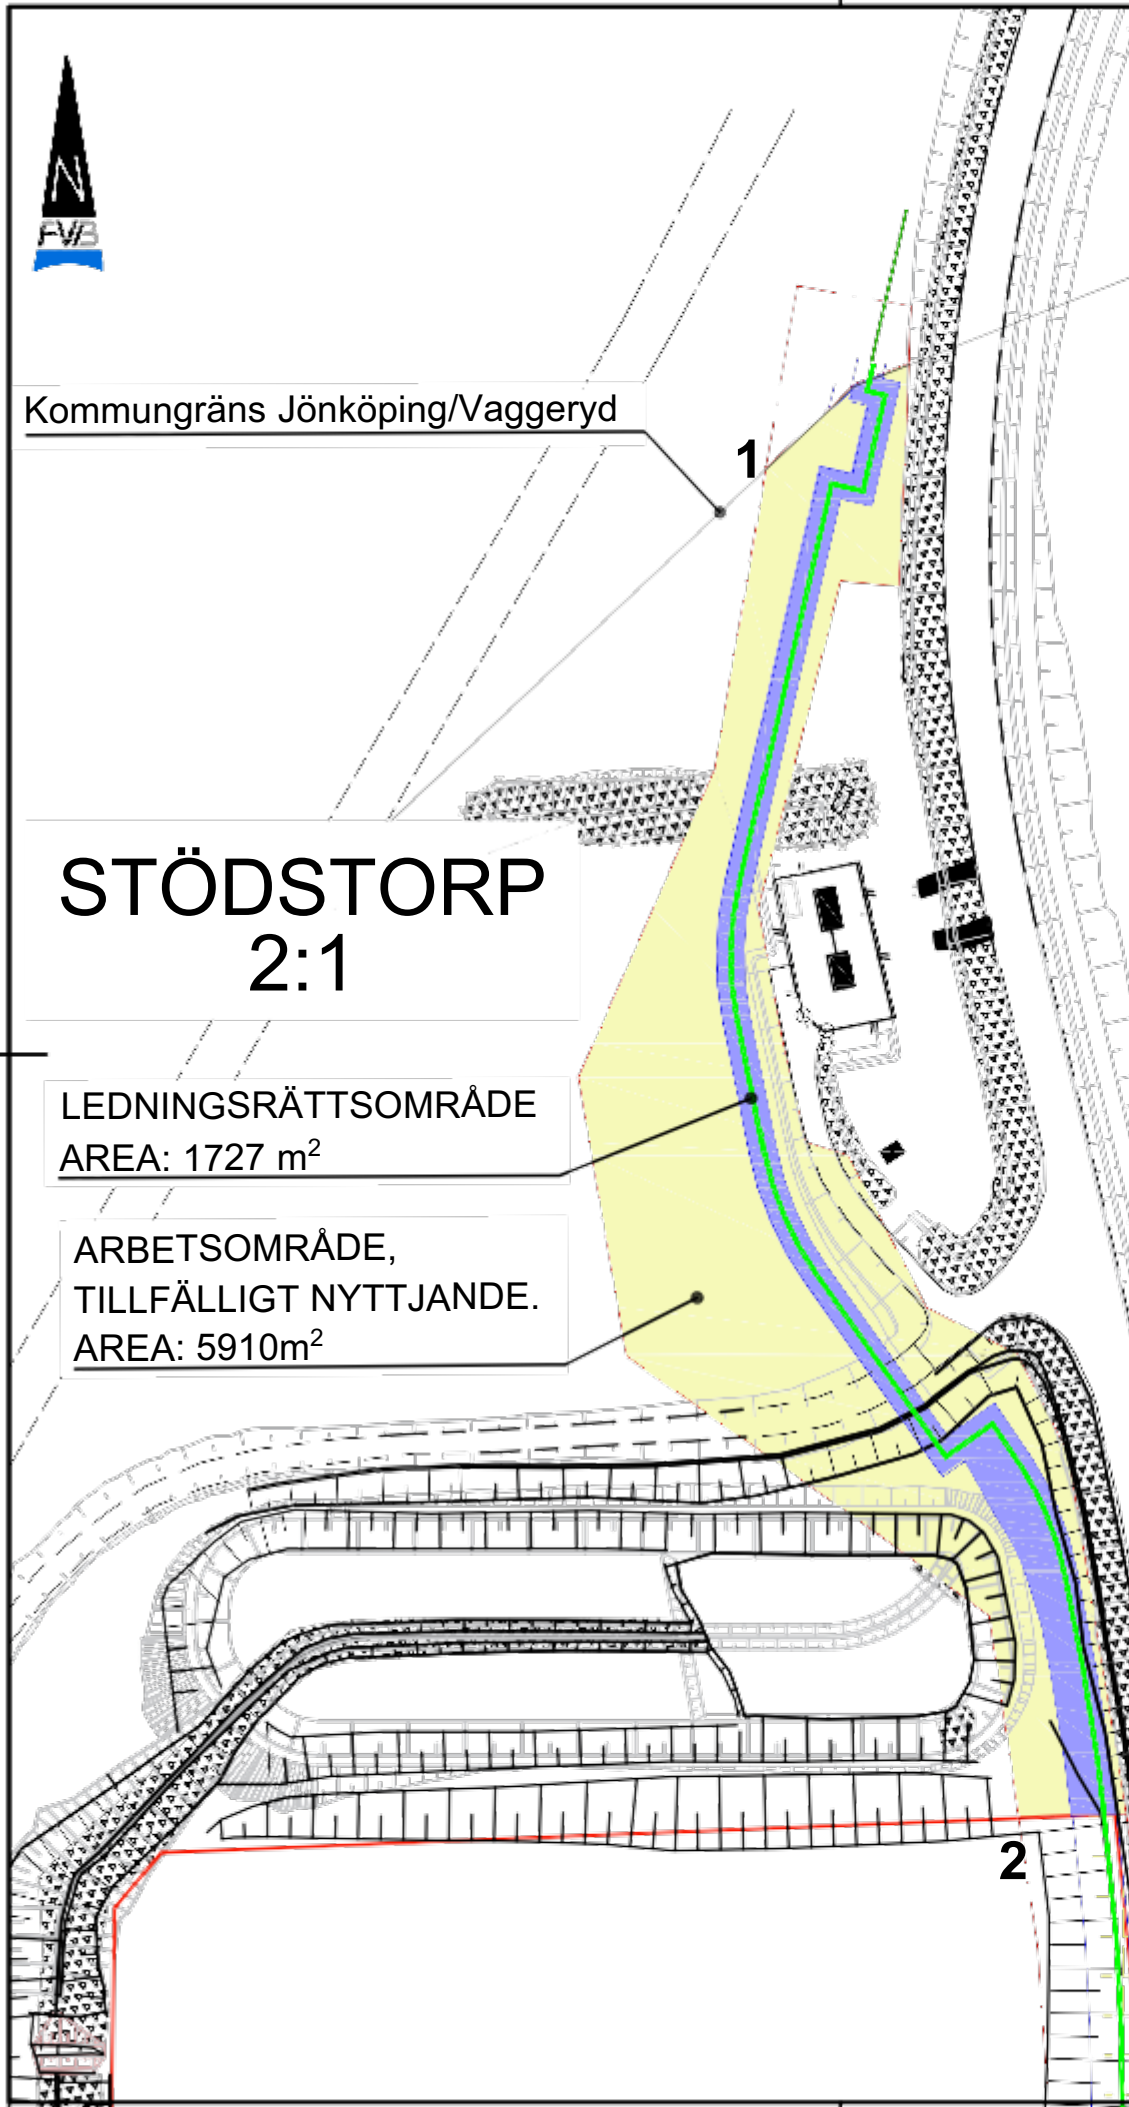 N
FVB
Kommungräns Jönköping/Vaggeryd
1
STÖDSTORP
2:1
LEDNINGSRÄTTSOMRÅDE
AREA: 1727 m²
ARBETSOMRÅDE,
TILLFÄLLIGT NYTTJANDE.
AREA: 5910m²
2